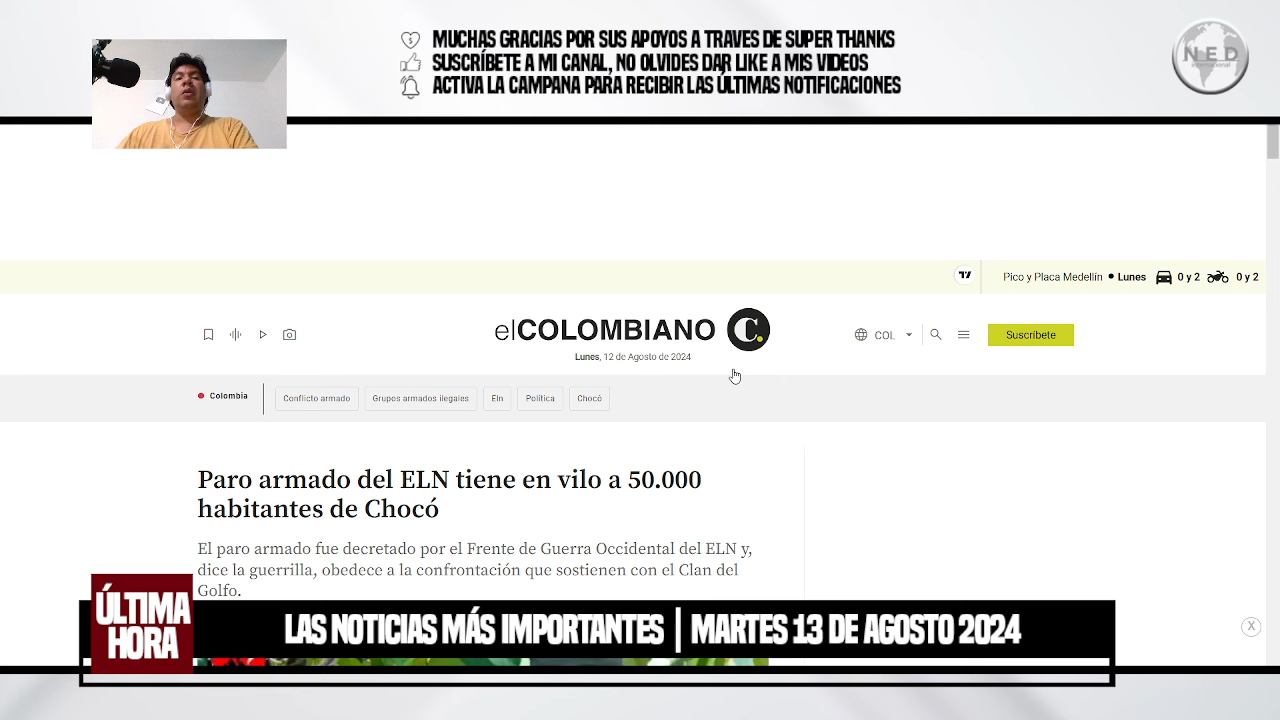 MUCHAS GRACIAS POR SUS APOYOS A TRAVES DE SUPER THANKS
SUSCRÍBETE A MI CANAL, NO OLVIDES DAR LIKE A MIS VIDEOS
ACTIVA LA CAMPANA PARA RECIBIR LAS ÚLTIMAS NOTIFICACIONES
N.E.D
internacional
Pico y Placa Medellín • Lunes 0 y 2 0 y 2
elCOLOMBIANO C.
Lunes, 12 de Agosto de 2024
COL
Suscríbete
Colombia
Conflicto armado
Grupos armados ilegales
Eln
Política
Chocó
Paro armado del ELN tiene en vilo a 50.000
habitantes de Chocó
El paro armado fue decretado por el Frente de Guerra Occidental del ELN y,
dice la guerrilla, obedece a la confrontación que sostienen con el Clan del
Golfo.
X
ÚLTIMA
HORA
LAS NOTICIAS MÁS IMPORTANTES | MARTES 13 DE AGOSTO 2024